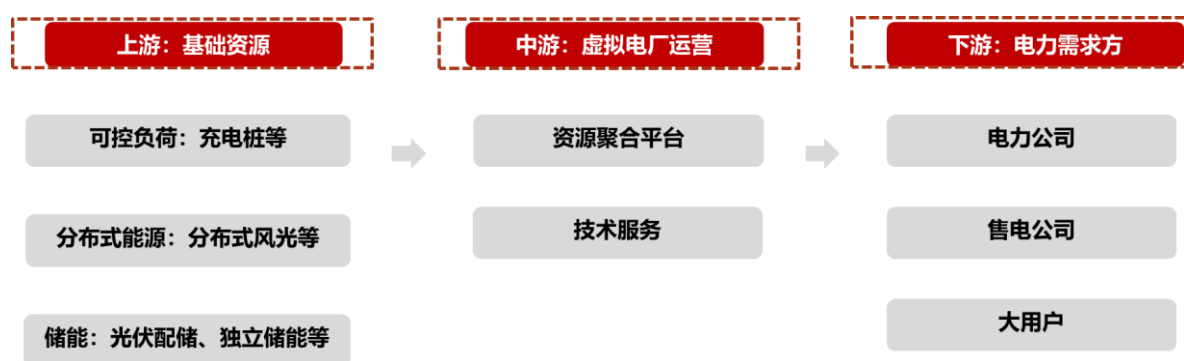 上游：基础资源
中游：虚拟电厂运营
下游：电力需求方
可控负荷：充电桩等
资源聚合平台
电力公司
分布式能源：分布式风光等
技术服务
售电公司
储能：光伏配储、独立储能等
大用户